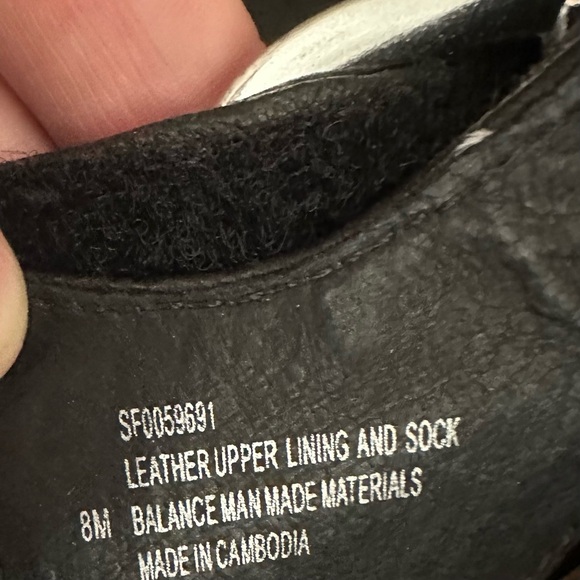 SF0059691
LEATHER UPPER LINING AND SOCK
8M BALANCE MAN MADE MATERIALS
MADE IN CAMBODIA